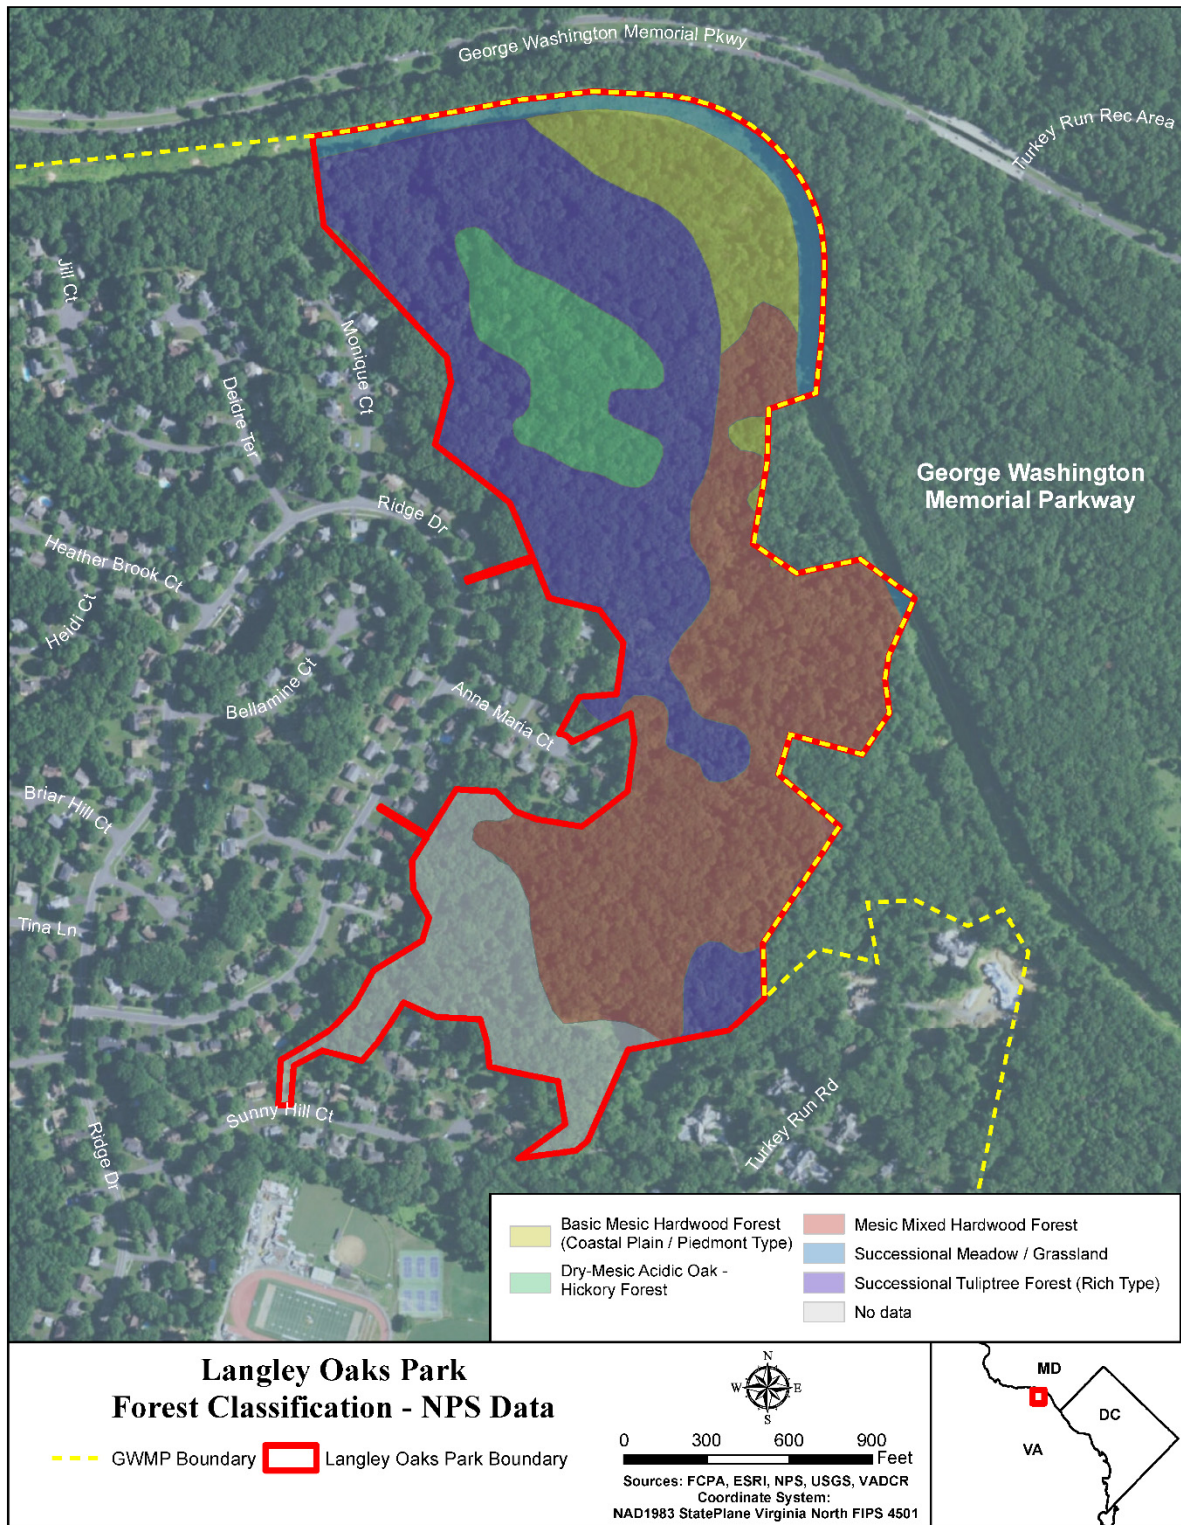 George Washington Memorial Pkwy
Turkey Run Rec Area
Jill Ct
Monique Ct
Deidre Ter
George Washington
Memorial Parkway
Ridge Dr
Heather Brook Ct
Heidi Ct
Bellamine Ct
Anna Maria Ct
Briar Hill Ct
Tina Ln
Sunny Hill Ct
Ridge Dr
Turkey Run Rd
Basic Mesic Hardwood Forest
(Coastal Plain / Piedmont Type)
Dry-Mesic Acidic Oak -
Hickory Forest
Mesic Mixed Hardwood Forest
Successional Meadow / Grassland
Successional Tuliptree Forest (Rich Type)
No data
Langley Oaks Park
Forest Classification - NPS Data
GWMP Boundary
Langley Oaks Park Boundary
N
W E
S
0 300 600 900
Feet
Sources: FCPA, ESRI, NPS, USGS, VADCR
Coordinate System:
NAD1983 StatePlane Virginia North FIPS 4501
MD
DC
VA